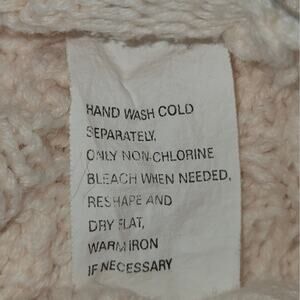 HAND WASH COLD
SEPARATELY,
ONLY NON-CHLORINE
BLEACH WHEN NEEDED,
RESHAPE AND
DRY FLAT,
WARM IRON
IF NECESSARY